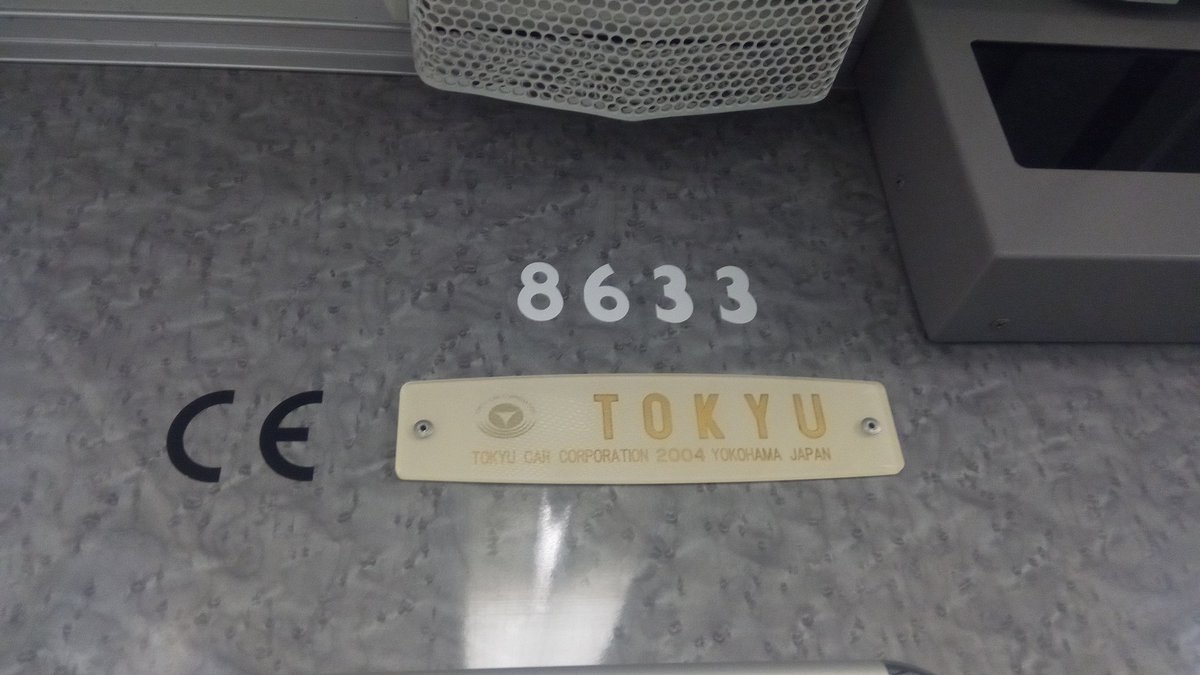 8633
CE
TOKYU
TOKYU CAR CORPORATION 2004 YOKOHAMA JAPAN